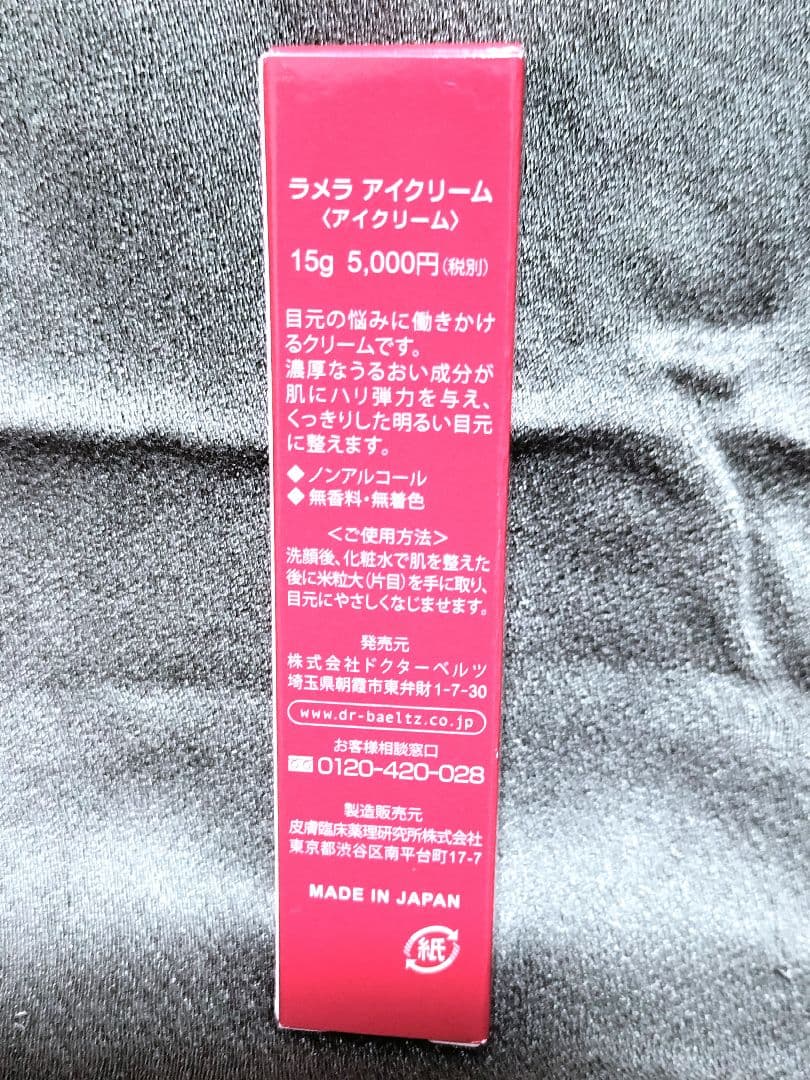 ラメラ アイクリーム
〈アイクリーム〉
15g 5,000円(税別)
目元の悩みに働きかけ
るクリームです。
濃厚なうるおい成分が
肌にハリ弾力を与え、
くっきりした明るい目元
に整えます。
◆ノンアルコール
◆無香料・無着色
<ご使用方法>
洗顔後、化粧水で肌を整えた
後に米粒大(片目)を手に取り、
目元にやさしくなじませます。
発売元
株式会社ドクターベルツ
埼玉県朝霞市東弁財1-7-30
www.dr-baeltz.co.jp
お客様相談窓口
0120-420-028
製造販売元
皮膚臨床薬理研究所株式会社
東京都渋谷区南平台町17-7
MADE IN JAPAN
紙